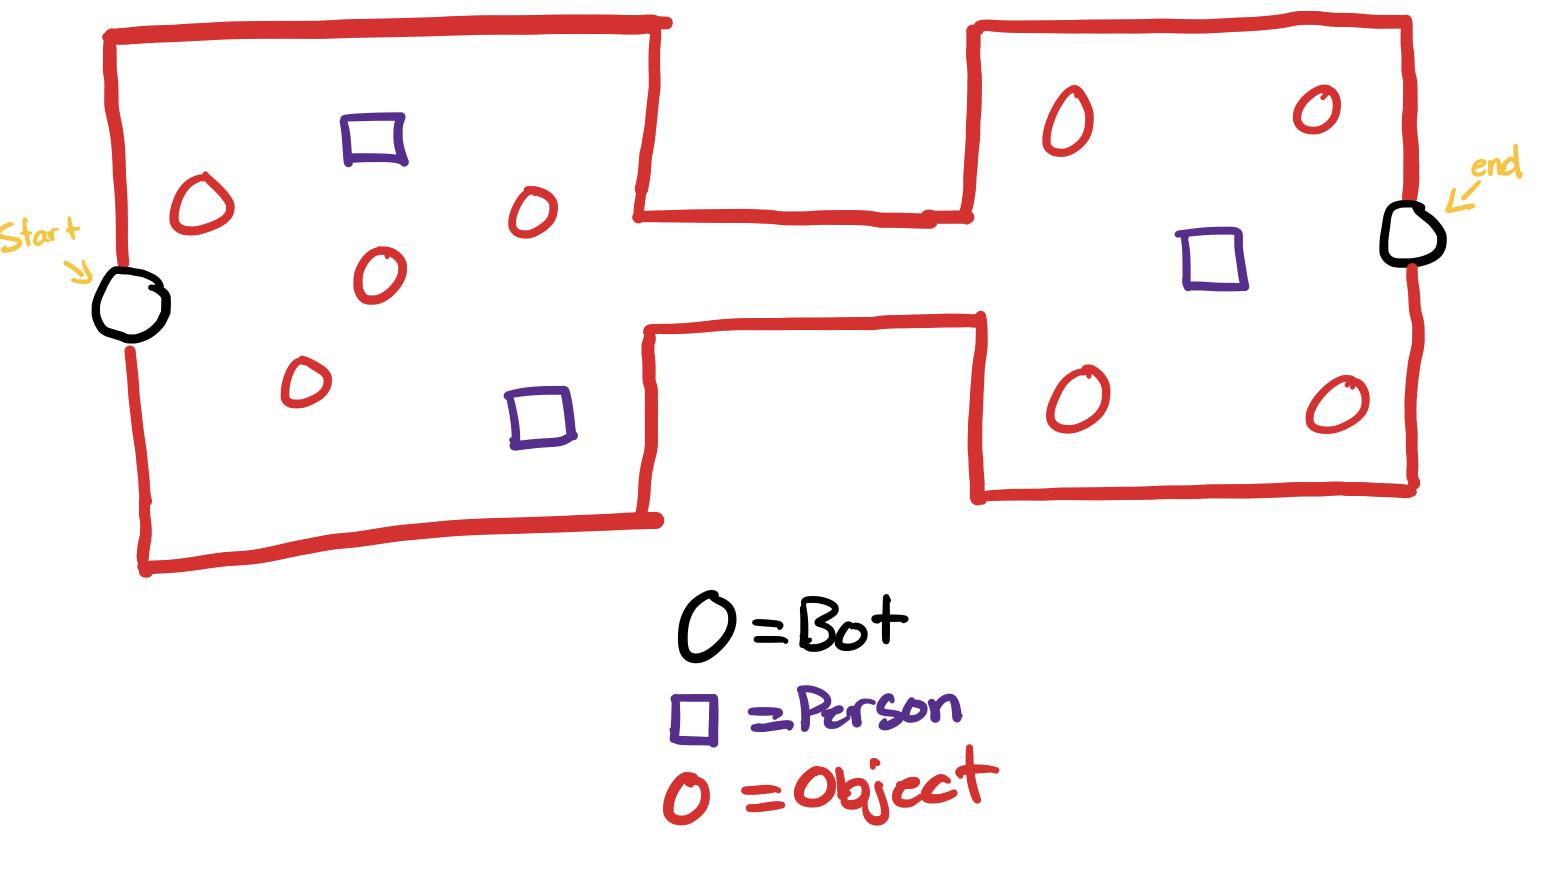 end
Start
= Bot
= Person
= Object